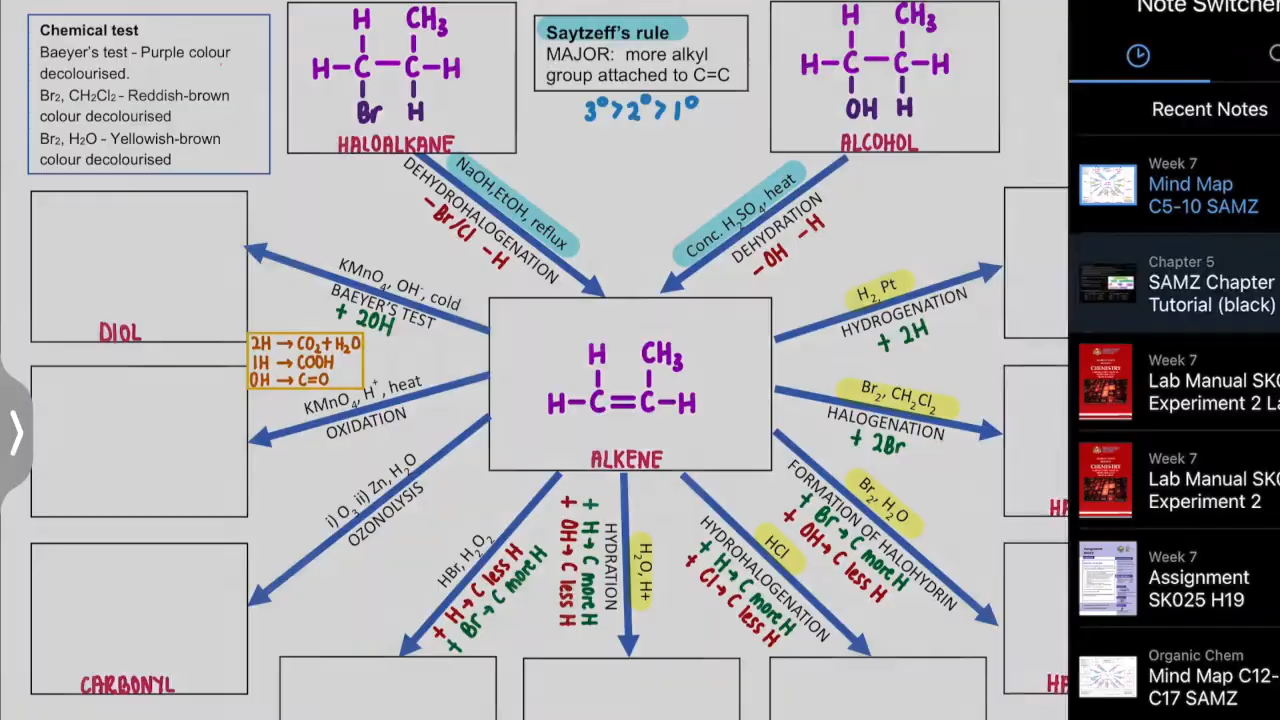 Chemical test
Baeyer's test - Purple colour
decolourised.
Br₂, CH₂Cl₂ - Reddish-brown
colour decolourised
Br₂, H₂O - Yellowish-brown
colour decolourised
H CH₃
H-C-C-H
Br H
HALOALKANE
Saytzeff's rule
MAJOR: more alkyl
group attached to C=C
3°>2°>1°
H CH₃
H-C-C-H
OH H
ALCOHOL
NaOH,EtOH, reflux
DEHYDROHALOGENATION
-Br/Cl -H
Conc. H₂SO₄, heat
DEHYDRATION
-OH -H
DIOL
KMnO₄, OH⁻, cold
BAEYER'S TEST
+ 2OH
2H → CO₂ + H₂O
1H → COOH
0H → C=O
KMnO₄, H⁺, heat
OXIDATION
i) O₃ ii) Zn, H₂O
OZONOLYSIS
CARBONYL
H CH₃
H-C=C-H
ALKENE
H₂, Pt
HYDROGENATION
+ 2H
Br₂, CH₂Cl₂
HALOGENATION
+ 2Br
Br₂, H₂O
FORMATION OF HALOHYDRIN
+ Br → C more H
+ OH → C less H
HCl
HYDROHALOGENATION
+ H → C more H
+ Cl → C less H
H₂O, H+
HYDRATION
+ H → C more H
+ OH → C less H
HBr, H₂O₂
+ H → C less H
+ Br → C more H
HA
HA
Note Switcher
Recent Notes
Week 7
Mind Map
C5-10 SAMZ
Chapter 5
SAMZ Chapter
Tutorial (black)
Week 7
Lab Manual SK0
Experiment 2 La
Week 7
Lab Manual SK0
Experiment 2
Week 7
Assignment
SK025 H19
Organic Chem
Mind Map C12-
C17 SAMZ